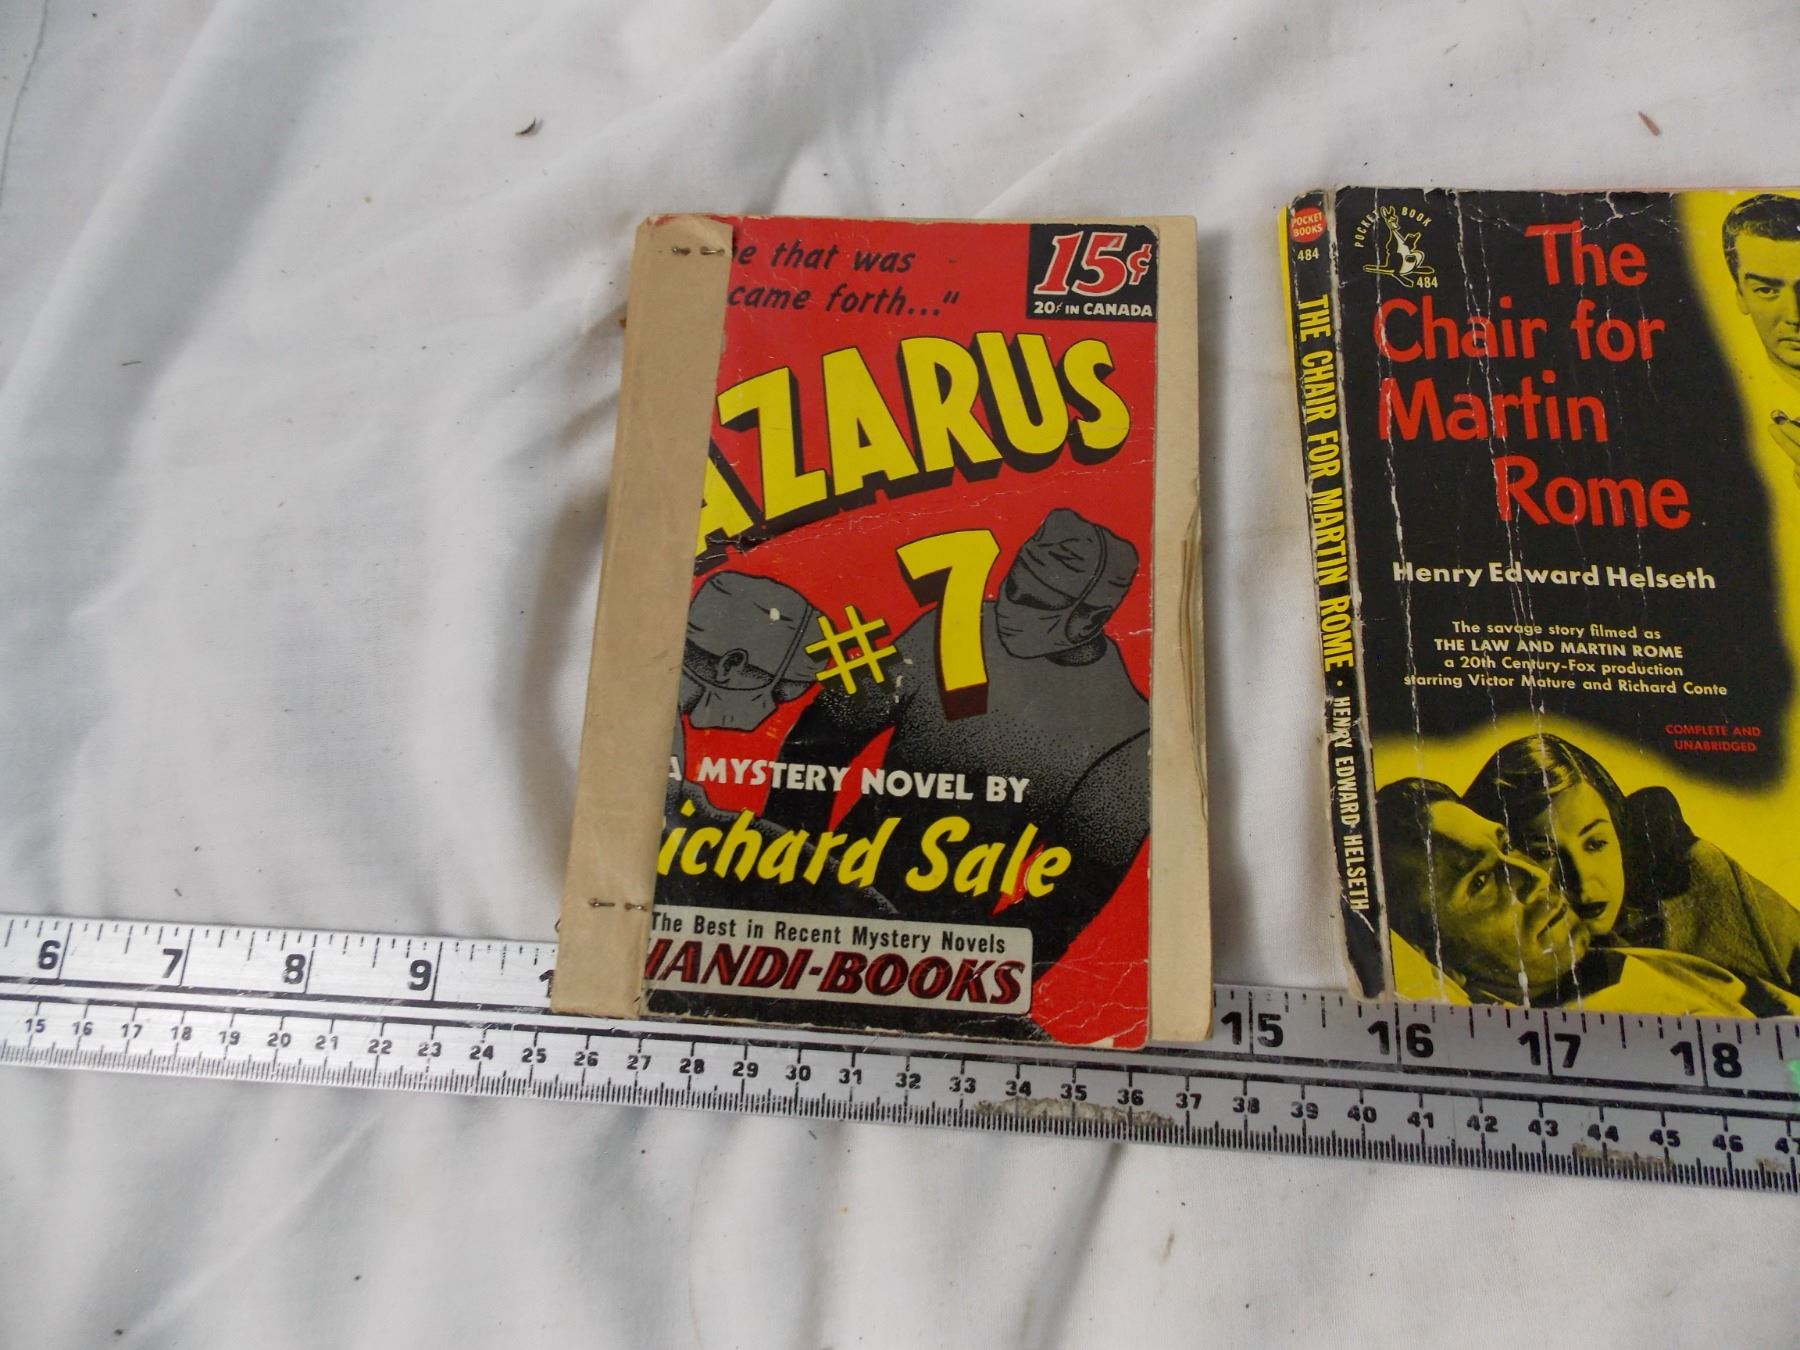 e that was
came forth..."
15¢
20¢ IN CANADA
AZARUS
#7
A MYSTERY NOVEL BY
ichard Sale
The Best in Recent Mystery Novels
HANDI-BOOKS
POCKET
BOOKS
484
THE CHAIR FOR MARTIN ROME • HENRY EDWARD HELSETH
POCKET BOOK
484
The
Chair for
Martin
Rome
Henry Edward Helseth
The savage story filmed as
THE LAW AND MARTIN ROME
a 20th Century-Fox production
starring Victor Mature and Richard Conte
COMPLETE AND
UNABRIDGED
6 7 8 9 1 15 16 17 18
15 16 17 18 19 20 21 22 23 24 25 26 27 28 29 30 31 32 33 34 35 36 37 38 39 40 41 42 43 44 45 46 47